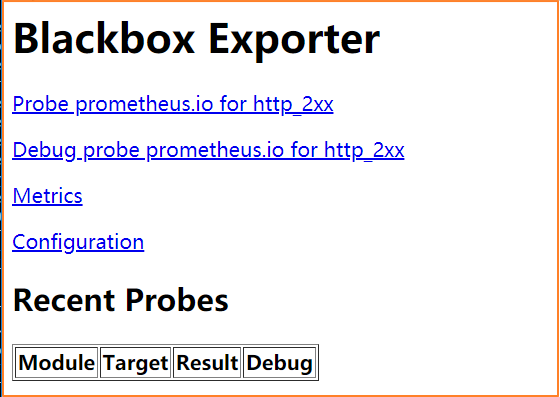 Blackbox Exporter
Probe prometheus.io for http_2xx
Debug probe prometheus.io for http_2xx
Metrics
Configuration
Recent Probes
Module Target Result Debug